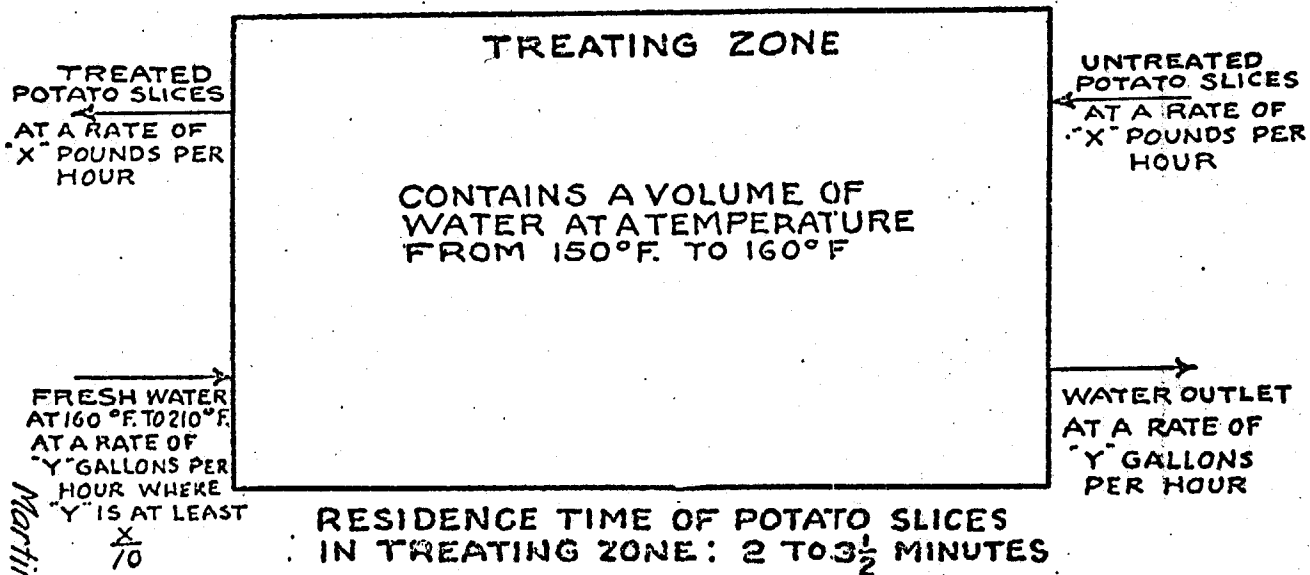 TREATING ZONE
TREATED
POTATO SLICES
AT A RATE OF
"X" POUNDS PER
HOUR
UNTREATED
POTATO SLICES
AT A RATE OF
"X" POUNDS PER
HOUR
CONTAINS A VOLUME OF
WATER AT A TEMPERATURE
FROM 150°F. TO 160°F
FRESH WATER
AT 160°F. TO 210°F.
AT A RATE OF
"Y" GALLONS PER
HOUR WHERE
"Y" IS AT LEAST
X
10
WATER OUTLET
AT A RATE OF
"Y" GALLONS
PER HOUR
RESIDENCE TIME OF POTATO SLICES
IN TREATING ZONE: 2 TO 3½ MINUTES